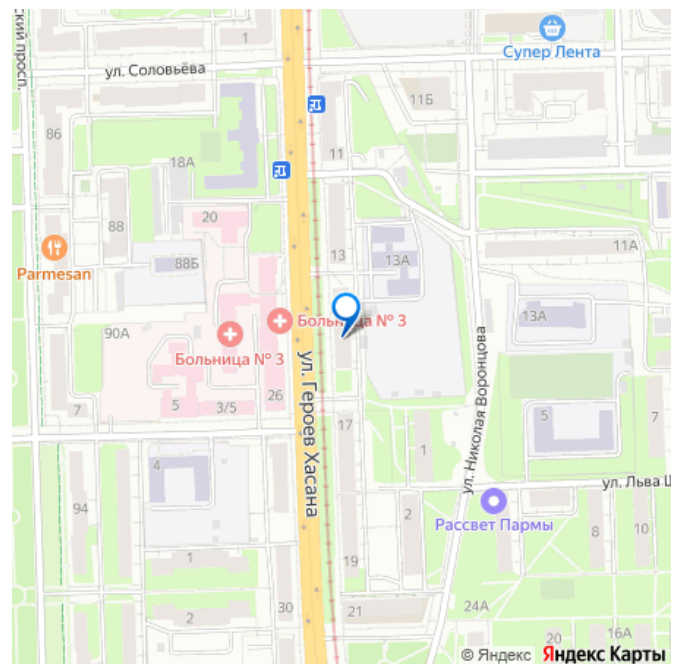 ский просп.
1
ул. Соловьёва
Супер Лента
11Б
86
11
18А
20
88
13
13А
11А
Parmesan
88Б
13А
90А
Больница № 3
Больница № 3
ул. Героев Хасана
ул. Николая Воронцова
26
5
3/5
7
17
1
5
7
4
ул. Льва Ш
94
2
Рассвет Пармы
8
10
1
19
30
21
24А
2
20
16А
© Яндекс Яндекс Карты